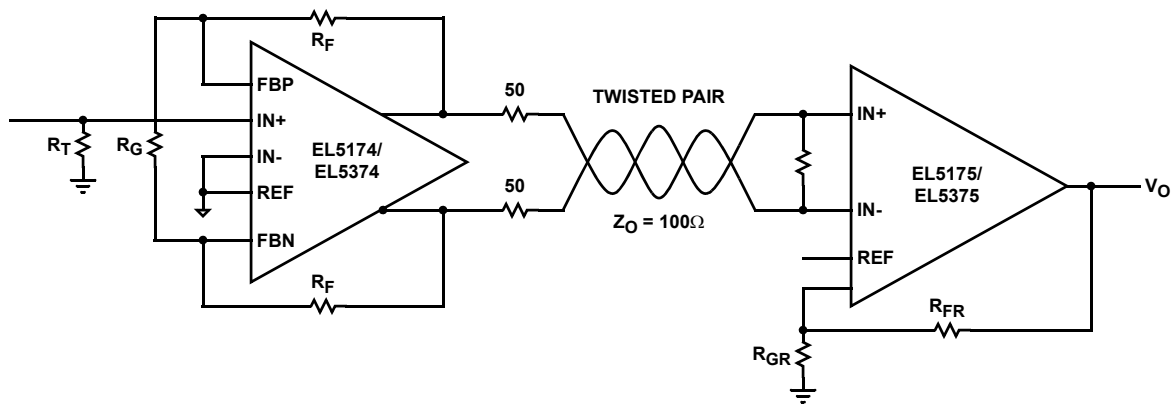 R_F
50
TWISTED PAIR
FBP
IN+
IN+
R_T
R_G
IN-
EL5174/
EL5374
REF
EL5175/
EL5375
V_O
50
Z_O = 100Ω
IN-
FBN
REF
R_F
R_FR
R_GR